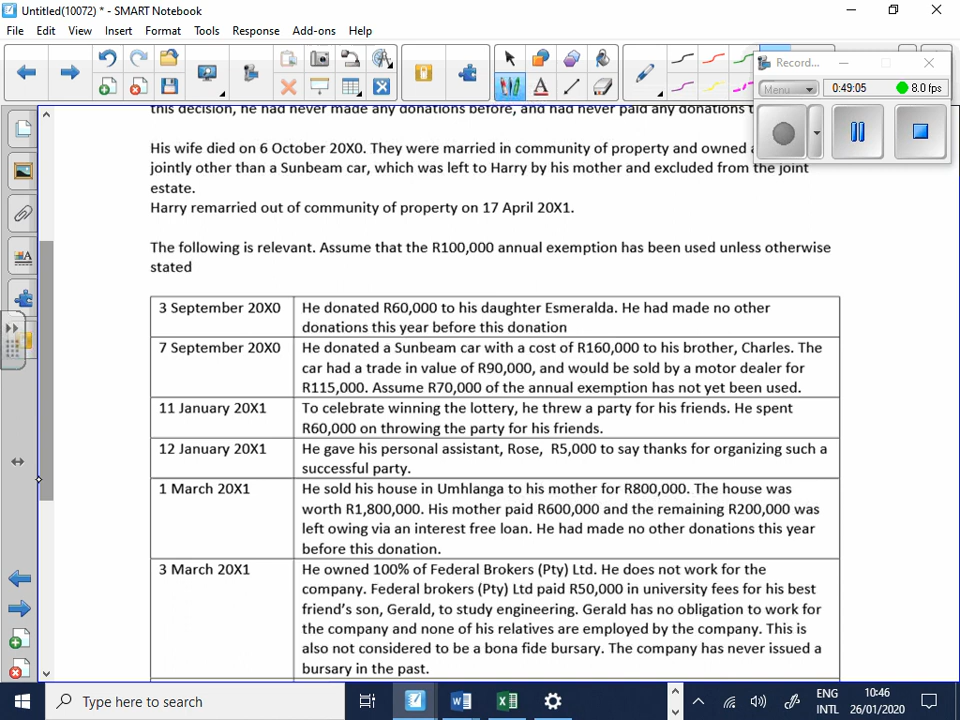 Untitled(10072) * - SMART Notebook
File Edit View Insert Format Tools Response Add-ons Help
Record...
Menu 0:49:05 8.0 fps
this decision, he had never made any donations before, and had never paid any donations
His wife died on 6 October 20X0. They were married in community of property and owned
jointly other than a Sunbeam car, which was left to Harry by his mother and excluded from the joint
estate.
Harry remarried out of community of property on 17 April 20X1.
The following is relevant. Assume that the R100,000 annual exemption has been used unless otherwise
stated
3 September 20X0 He donated R60,000 to his daughter Esmeralda. He had made no other
donations this year before this donation
7 September 20X0 He donated a Sunbeam car with a cost of R160,000 to his brother, Charles. The
car had a trade in value of R90,000, and would be sold by a motor dealer for
R115,000. Assume R70,000 of the annual exemption has not yet been used.
11 January 20X1 To celebrate winning the lottery, he threw a party for his friends. He spent
R60,000 on throwing the party for his friends.
12 January 20X1 He gave his personal assistant, Rose, R5,000 to say thanks for organizing such a
successful party.
1 March 20X1 He sold his house in Umhlanga to his mother for R800,000. The house was
worth R1,800,000. His mother paid R600,000 and the remaining R200,000 was
left owing via an interest free loan. He had made no other donations this year
before this donation.
3 March 20X1 He owned 100% of Federal Brokers (Pty) Ltd. He does not work for the
company. Federal brokers (Pty) Ltd paid R50,000 in university fees for his best
friend's son, Gerald, to study engineering. Gerald has no obligation to work for
the company and none of his relatives are employed by the company. This is
also not considered to be a bona fide bursary. The company has never issued a
bursary in the past.
Type here to search
ENG
INTL
10:46
26/01/2020